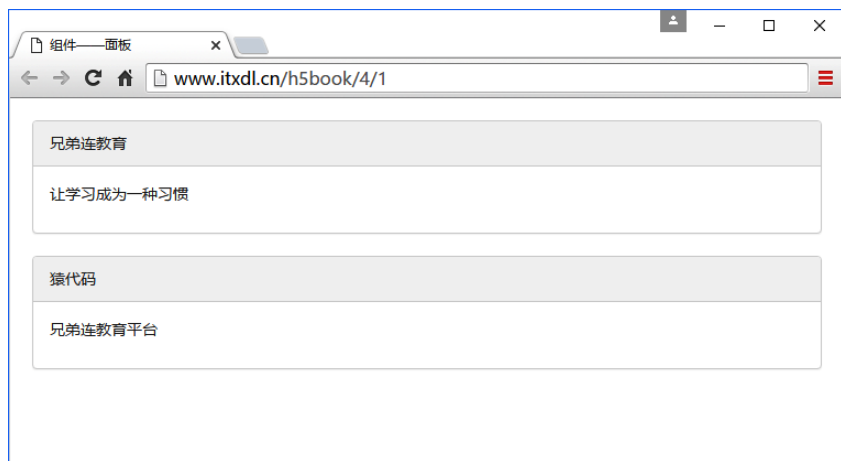 组件——面板
www.itxdl.cn/h5book/4/1
兄弟连教育
让学习成为一种习惯
猿代码
兄弟连教育平台